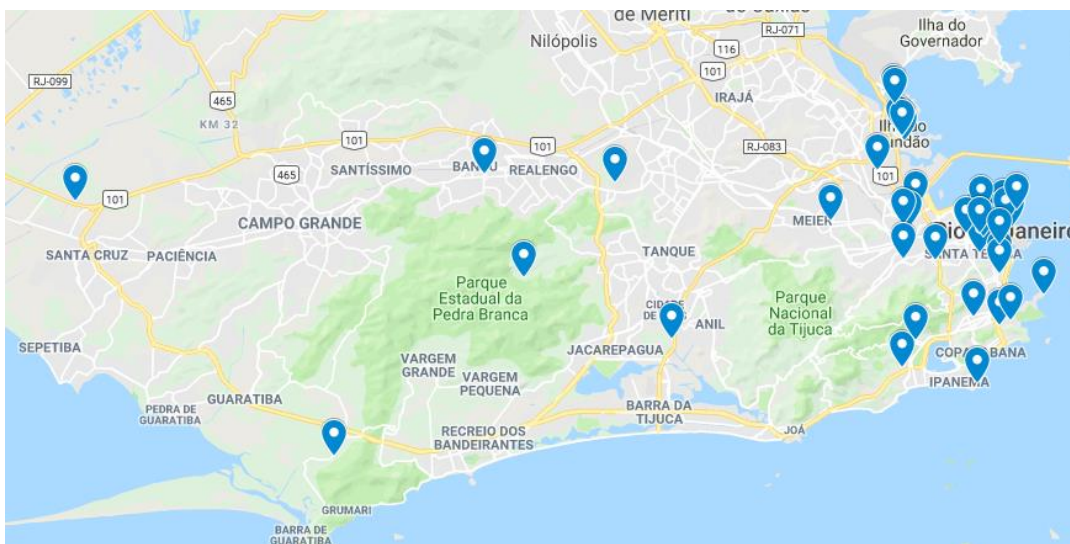 de Meriti
RJ-071
Ilha do
Governador
Nilópolis
116
RJ-099
101
465
IRAJÁ
KM 32
101
101
RJ-083
SANTÍSSIMO
REALENGO
465
101
101
MEIER
CAMPO GRANDE
TANQUE
SANTA CRUZ
PACIÊNCIA
Parque
Estadual da
Pedra Branca
Parque
Nacional
da Tijuca
ANIL
SEPETIBA
JACAREPAGUA
VARGEM
GRANDE
VARGEM
PEQUENA
IPANEMA
GUARATIBA
PEDRA DE
GUARATIBA
BARRA DA
TIJUCA
RECREIO DOS
BANDEIRANTES
JOÁ
GRUMARI
BARRA DE
GUARATIBA